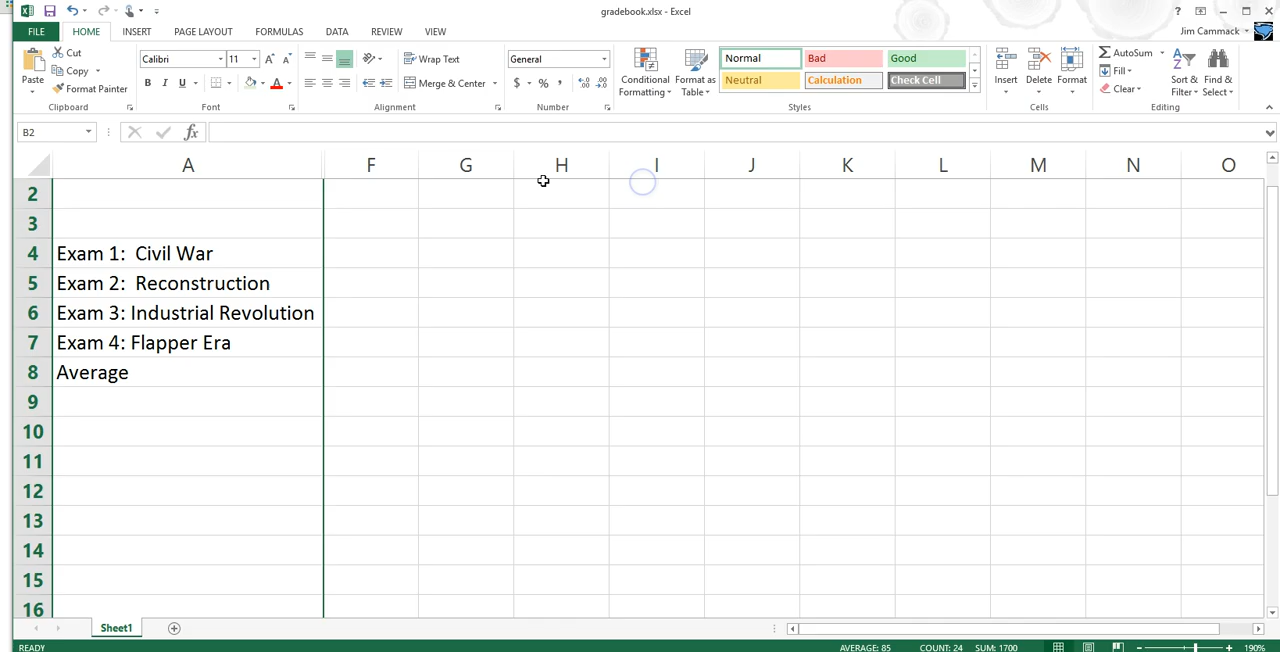 gradebook.xlsx - Excel
?
FILE HOME INSERT PAGE LAYOUT FORMULAS DATA REVIEW VIEW
Jim Cammack
Paste
Cut
Copy
Format Painter
Clipboard
Calibri 11
B I U A
Font
Wrap Text
Merge & Center
Alignment
General
$ % ,
Number
Conditional Formatting
Format as Table
Normal Bad Good
Neutral Calculation Check Cell
Styles
Insert Delete Format
Cells
AutoSum
Fill
Clear
Sort & Filter
Find & Select
Editing
B2 fx
A F G H I J K L M N O
2
3
4 Exam 1:  Civil War
5 Exam 2:  Reconstruction
6 Exam 3: Industrial Revolution
7 Exam 4: Flapper Era
8 Average
9
10
11
12
13
14
15
16
Sheet1
READY AVERAGE: 85 COUNT: 24 SUM: 1700 190%